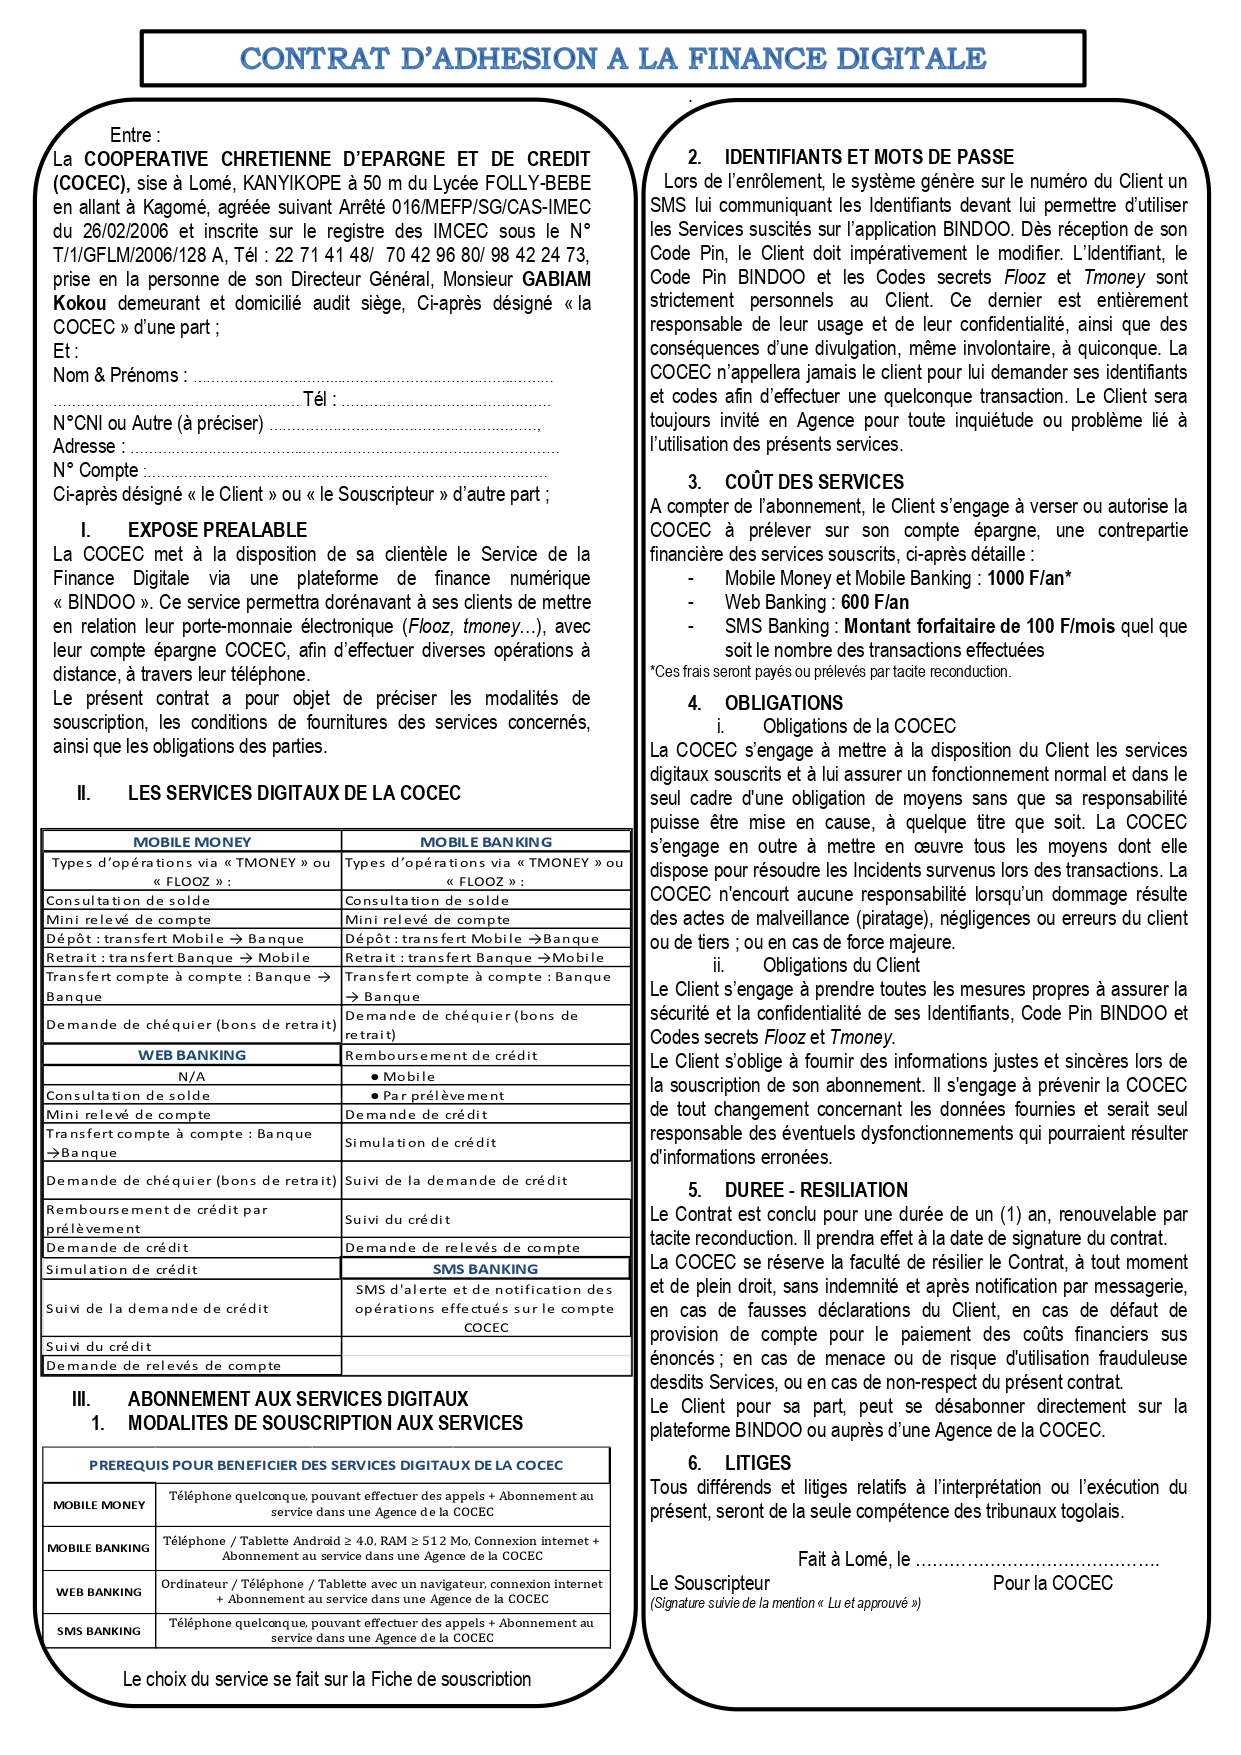 CONTRAT D'ADHESION A LA FINANCE DIGITALE
Entre :
La COOPERATIVE CHRETIENNE D'EPARGNE ET DE CREDIT
(COCEC), sise à Lomé, KANYIKOPE à 50 m du Lycée FOLLY-BEBE
en allant à Kagomé, agréée suivant Arrêté 016/MEFP/SG/CAS-IMEC
du 26/02/2006 et inscrite sur le registre des IMCEC sous le N°
T/1/GFLM/2006/128 A, Tél : 22 71 41 48/ 70 42 96 80/ 98 42 24 73,
prise en la personne de son Directeur Général, Monsieur GABIAM
Kokou demeurant et domicilié audit siège, Ci-après désigné « la
COCEC » d'une part ;
Et :
Nom & Prénoms : ...............................................................................
...................................................... Tél : ..............................................
N°CNI ou Autre (à préciser) ...........................................................,
Adresse : ..............................................................................................
N° Compte :........................................................................................
Ci-après désigné « le Client » ou « le Souscripteur » d'autre part ;
I. EXPOSE PREALABLE
La COCEC met à la disposition de sa clientèle le Service de la
Finance Digitale via une plateforme de finance numérique
« BINDOO ». Ce service permettra dorénavant à ses clients de mettre
en relation leur porte-monnaie électronique (Flooz, tmoney…), avec
leur compte épargne COCEC, afin d'effectuer diverses opérations à
distance, à travers leur téléphone.
Le présent contrat a pour objet de préciser les modalités de
souscription, les conditions de fournitures des services concernés,
ainsi que les obligations des parties.
II. LES SERVICES DIGITAUX DE LA COCEC
MOBILE MONEY
Types d'opérations via « TMONEY » ou
« FLOOZ » :
Consultation de solde
Mini relevé de compte
Dépôt : transfert Mobile → Banque
Retrait : transfert Banque → Mobile
Transfert compte à compte : Banque →
Banque
Demande de chéquier (bons de retrait)
WEB BANKING
N/A
Consultation de solde
Mini relevé de compte
Transfert compte à compte : Banque
→Banque
Demande de chéquier (bons de retrait)
Remboursement de crédit par
prélèvement
Demande de crédit
Simulation de crédit
Suivi de la demande de crédit
Suivi du crédit
Demande de relevés de compte
MOBILE BANKING
Types d'opérations via « TMONEY » ou
« FLOOZ » :
Consultation de solde
Mini relevé de compte
Dépôt : transfert Mobile →Banque
Retrait : transfert Banque →Mobile
Transfert compte à compte : Banque
→ Banque
Demande de chéquier (bons de
retrait)
Remboursement de crédit
● Mobile
● Par prélèvement
Demande de crédit
Simulation de crédit
Suivi de la demande de crédit
Suivi du crédit
Demande de relevés de compte
SMS BANKING
SMS d'alerte et de notification des
opérations effectués sur le compte
COCEC
III. ABONNEMENT AUX SERVICES DIGITAUX
1. MODALITES DE SOUSCRIPTION AUX SERVICES
PREREQUIS POUR BENEFICIER DES SERVICES DIGITAUX DE LA COCEC
MOBILE MONEY
Téléphone quelconque, pouvant effectuer des appels + Abonnement au
service dans une Agence de la COCEC
MOBILE BANKING
Téléphone / Tablette Android ≥ 4.0, RAM ≥ 512 Mo, Connexion internet +
Abonnement au service dans une Agence de la COCEC
WEB BANKING
Ordinateur / Téléphone / Tablette avec un navigateur, connexion internet
+ Abonnement au service dans une Agence de la COCEC
SMS BANKING
Téléphone quelconque, pouvant effectuer des appels + Abonnement au
service dans une Agence de la COCEC
Le choix du service se fait sur la Fiche de souscription
.
2. IDENTIFIANTS ET MOTS DE PASSE
Lors de l'enrôlement, le système génère sur le numéro du Client un
SMS lui communiquant les Identifiants devant lui permettre d'utiliser
les Services suscités sur l'application BINDOO. Dès réception de son
Code Pin, le Client doit impérativement le modifier. L'Identifiant, le
Code Pin BINDOO et les Codes secrets Flooz et Tmoney sont
strictement personnels au Client. Ce dernier est entièrement
responsable de leur usage et de leur confidentialité, ainsi que des
conséquences d'une divulgation, même involontaire, à quiconque. La
COCEC n'appellera jamais le client pour lui demander ses identifiants
et codes afin d'effectuer une quelconque transaction. Le Client sera
toujours invité en Agence pour toute inquiétude ou problème lié à
l'utilisation des présents services.
3. COÛT DES SERVICES
A compter de l'abonnement, le Client s'engage à verser ou autorise la
COCEC à prélever sur son compte épargne, une contrepartie
financière des services souscrits, ci-après détaille :
- Mobile Money et Mobile Banking : 1000 F/an*
- Web Banking : 600 F/an
- SMS Banking : Montant forfaitaire de 100 F/mois quel que
soit le nombre des transactions effectuées
*Ces frais seront payés ou prélevés par tacite reconduction.
4. OBLIGATIONS
i. Obligations de la COCEC
La COCEC s'engage à mettre à la disposition du Client les services
digitaux souscrits et à lui assurer un fonctionnement normal et dans le
seul cadre d'une obligation de moyens sans que sa responsabilité
puisse être mise en cause, à quelque titre que soit. La COCEC
s'engage en outre à mettre en œuvre tous les moyens dont elle
dispose pour résoudre les Incidents survenus lors des transactions. La
COCEC n'encourt aucune responsabilité lorsqu'un dommage résulte
des actes de malveillance (piratage), négligences ou erreurs du client
ou de tiers ; ou en cas de force majeure.
ii. Obligations du Client
Le Client s'engage à prendre toutes les mesures propres à assurer la
sécurité et la confidentialité de ses Identifiants, Code Pin BINDOO et
Codes secrets Flooz et Tmoney.
Le Client s'oblige à fournir des informations justes et sincères lors de
la souscription de son abonnement. Il s'engage à prévenir la COCEC
de tout changement concernant les données fournies et serait seul
responsable des éventuels dysfonctionnements qui pourraient résulter
d'informations erronées.
5. DUREE - RESILIATION
Le Contrat est conclu pour une durée de un (1) an, renouvelable par
tacite reconduction. Il prendra effet à la date de signature du contrat.
La COCEC se réserve la faculté de résilier le Contrat, à tout moment
et de plein droit, sans indemnité et après notification par messagerie,
en cas de fausses déclarations du Client, en cas de défaut de
provision de compte pour le paiement des coûts financiers sus
énoncés ; en cas de menace ou de risque d'utilisation frauduleuse
desdits Services, ou en cas de non-respect du présent contrat.
Le Client pour sa part, peut se désabonner directement sur la
plateforme BINDOO ou auprès d'une Agence de la COCEC.
6. LITIGES
Tous différends et litiges relatifs à l'interprétation ou l'exécution du
présent, seront de la seule compétence des tribunaux togolais.
Fait à Lomé, le …………………………………….
Le Souscripteur Pour la COCEC
(Signature suivie de la mention « Lu et approuvé »)